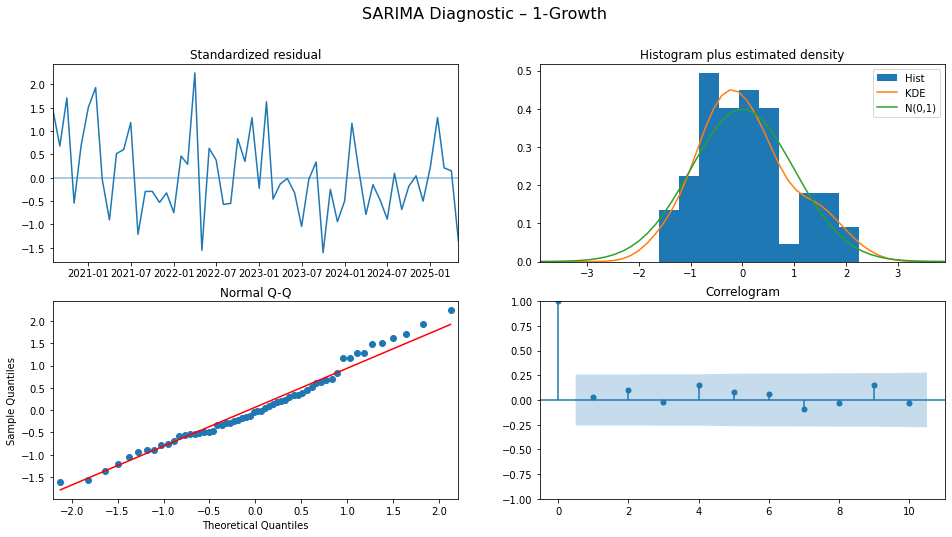 SARIMA Diagnostic – 1-Growth
Standardized residual
2.0
1.5
1.0
0.5
0.0
−0.5
−1.0
−1.5
2021-01 2021-07 2022-01 2022-07 2023-01 2023-07 2024-01 2024-07 2025-01
Histogram plus estimated density
Hist
KDE
N(0,1)
0.5
0.4
0.3
0.2
0.1
0.0
−3 −2 −1 0 1 2 3
Normal Q-Q
Sample Quantiles
2.0
1.5
1.0
0.5
0.0
−0.5
−1.0
−1.5
−2.0 −1.5 −1.0 −0.5 0.0 0.5 1.0 1.5 2.0
Theoretical Quantiles
Correlogram
1.00
0.75
0.50
0.25
0.00
−0.25
−0.50
−0.75
−1.00
0 2 4 6 8 10